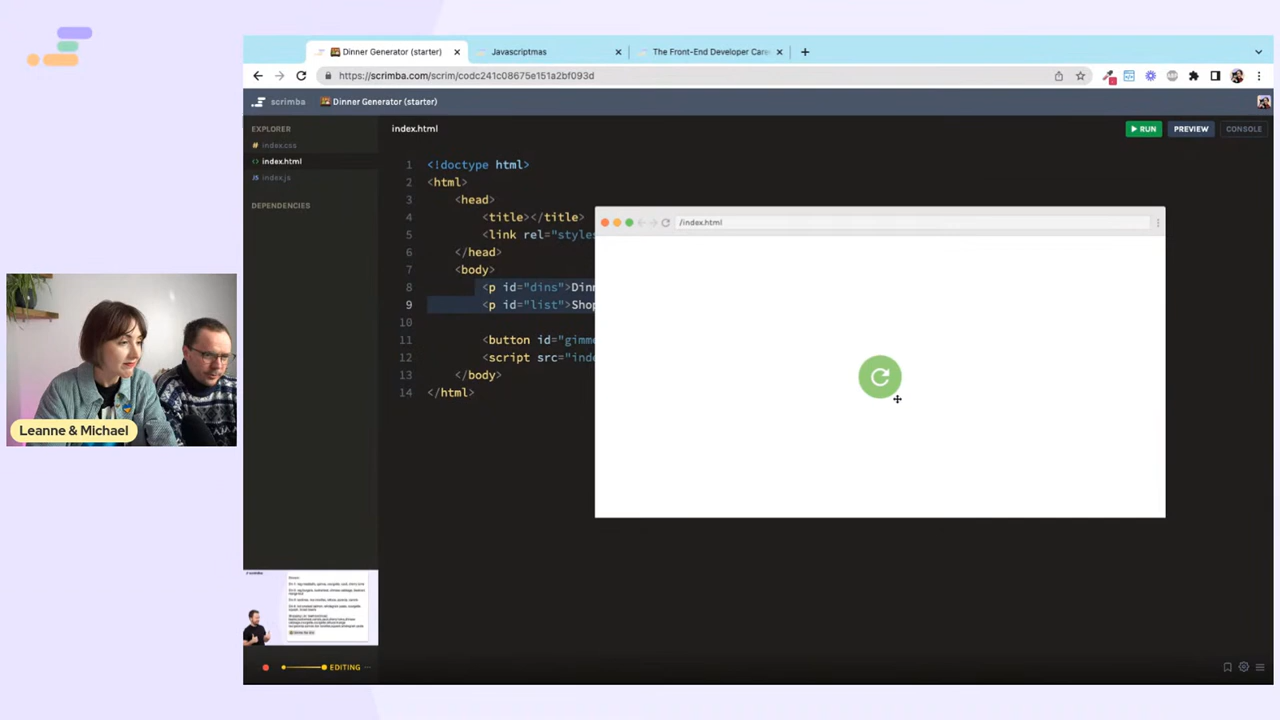 Dinner Generator (starter)
Javascriptmas
The Front-End Developer Care
https://scrimba.com/scrim/codc241c08675e151a2bf093d
scrimba
Dinner Generator (starter)
EXPLORER
index.css
index.html
index.js
DEPENDENCIES
index.html
RUN
PREVIEW
CONSOLE
1 <!doctype html>
2 <html>
3 <head>
4 <title></title>
5 <link rel="styles
6 </head>
7 <body>
8 <p id="dins">Dinn
9 <p id="list">Shop
10
11 <button id="gimme
12 <script src="inde
13 </body>
14 </html>
/index.html
Leanne & Michael
EDITING